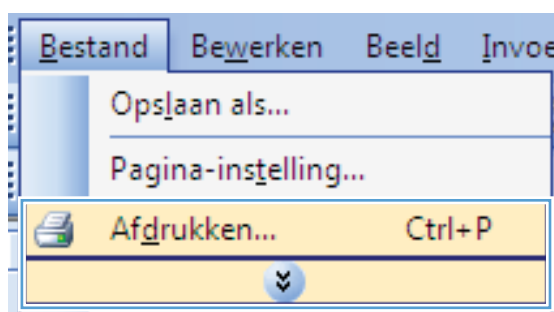 Bestand Bewerken Beeld Invoe
Opslaan als...
Pagina-instelling...
Afdrukken... Ctrl+P